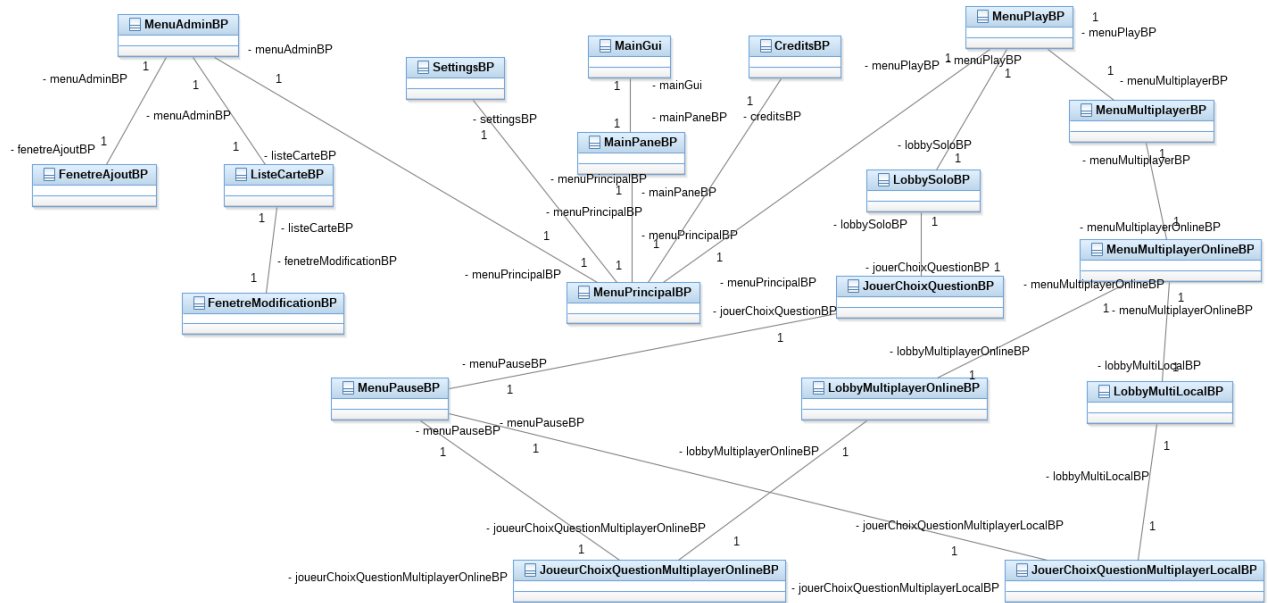 MenuAdminBP
- menuAdminBP
1
1
1
- menuAdminBP
- menuAdminBP
- fenetreAjoutBP
1
FenetreAjoutBP
1
- listeCarteBP
ListeCarteBP
1
- listeCarteBP
- fenetreModificationBP
1
FenetreModificationBP
SettingsBP
- settingsBP
1
MainGui
1
- mainGui
1
- mainPaneBP
MainPaneBP
1
- mainPaneBP
CreditsBP
1
- creditsBP
- menuPrincipalBP
- menuPrincipalBP
- menuPrincipalBP
- menuPrincipalBP
- menuPrincipalBP
1
1
1
1
1
MenuPrincipalBP
MenuPlayBP
1
- menuPlayBP
- menuPlayBP
1
- menuPlayBP
1
1
- menuMultiplayerBP
MenuMultiplayerBP
1
- menuMultiplayerBP
- lobbySoloBP
1
LobbySoloBP
- lobbySoloBP
1
- jouerChoixQuestionBP
1
JouerChoixQuestionBP
- jouerChoixQuestionBP
1
1
- menuMultiplayerOnlineBP
MenuMultiplayerOnlineBP
- menuMultiplayerOnlineBP
1
1
- menuMultiplayerOnlineBP
- lobbyMultiplayerOnlineBP
1
LobbyMultiplayerOnlineBP
- lobbyMultiLocalBP
1
LobbyMultiLocalBP
- menuPauseBP
1
MenuPauseBP
- menuPauseBP
1
- menuPauseBP
1
- lobbyMultiplayerOnlineBP
1
1
- lobbyMultiLocalBP
- joueurChoixQuestionMultiplayerOnlineBP
1
1
- jouerChoixQuestionMultiplayerLocalBP
1
1
- joueurChoixQuestionMultiplayerOnlineBP
JoueurChoixQuestionMultiplayerOnlineBP
- jouerChoixQuestionMultiplayerLocalBP
JouerChoixQuestionMultiplayerLocalBP